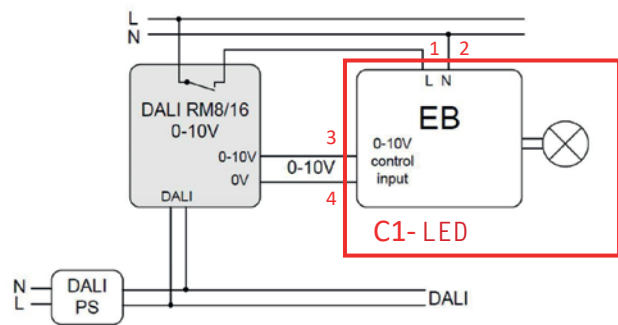 L
N
1 2
L N
DALI RM8/16
0-10V
EB
3
0-10V
0-10V
control
input
0-10V
0V
4
DALI
C1- LED
N
L
DALI
PS
DALI